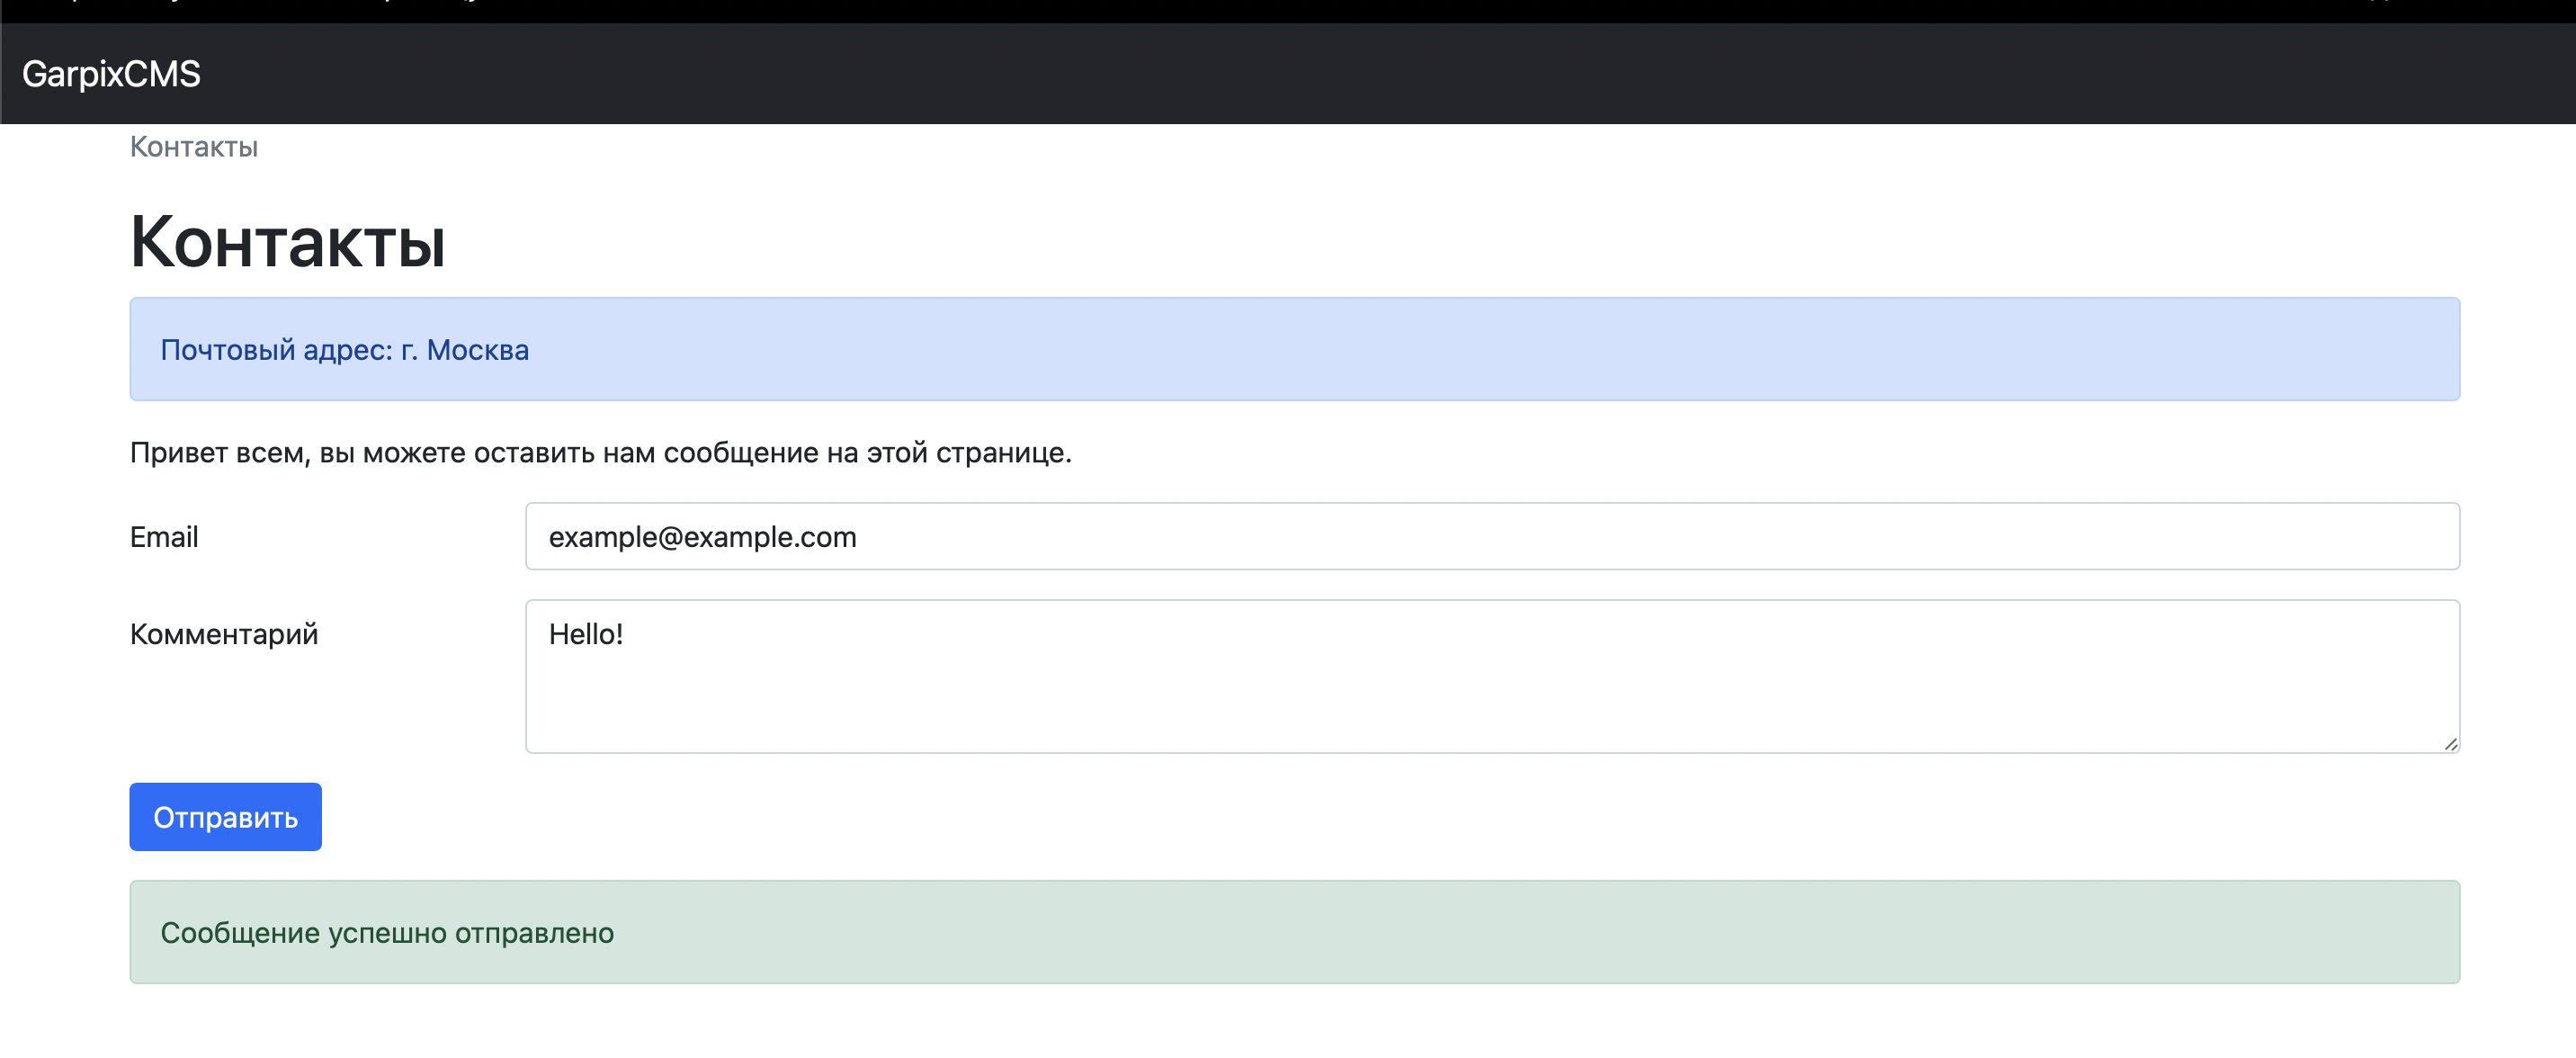 GarpixCMS
Контакты
Контакты
Почтовый адрес: г. Москва
Привет всем, вы можете оставить нам сообщение на этой странице.
Email
example@example.com
Комментарий
Hello!
Отправить
Сообщение успешно отправлено